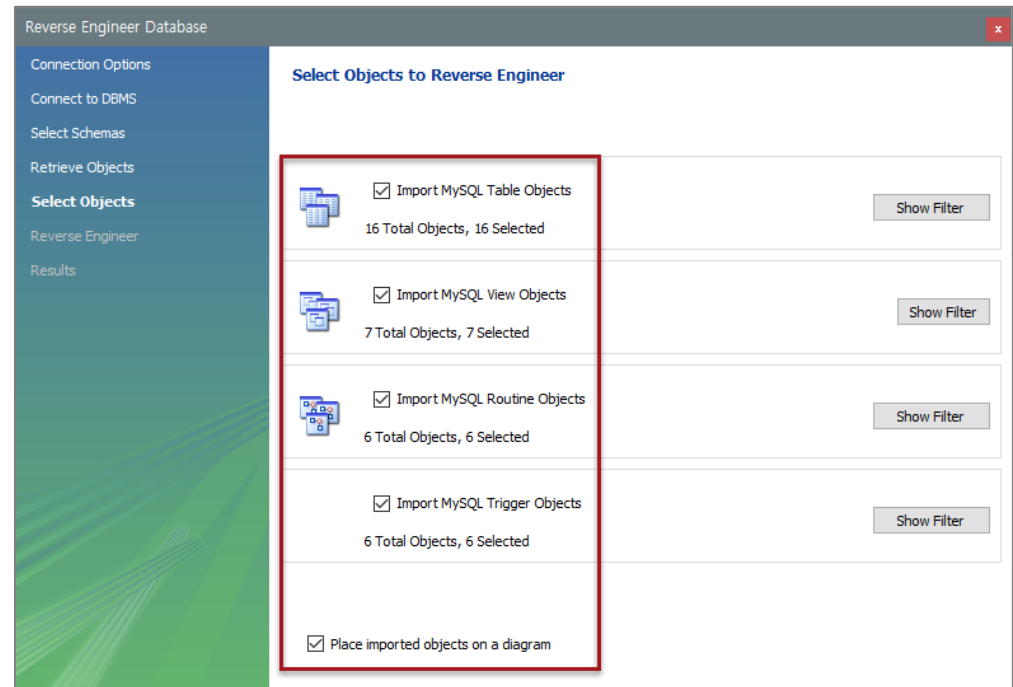 Reverse Engineer Database
x
Connection Options
Connect to DBMS
Select Schemas
Retrieve Objects
Select Objects
Reverse Engineer
Results
Select Objects to Reverse Engineer
Import MySQL Table Objects
16 Total Objects, 16 Selected
Show Filter
Import MySQL View Objects
7 Total Objects, 7 Selected
Show Filter
Import MySQL Routine Objects
6 Total Objects, 6 Selected
Show Filter
Import MySQL Trigger Objects
6 Total Objects, 6 Selected
Show Filter
Place imported objects on a diagram